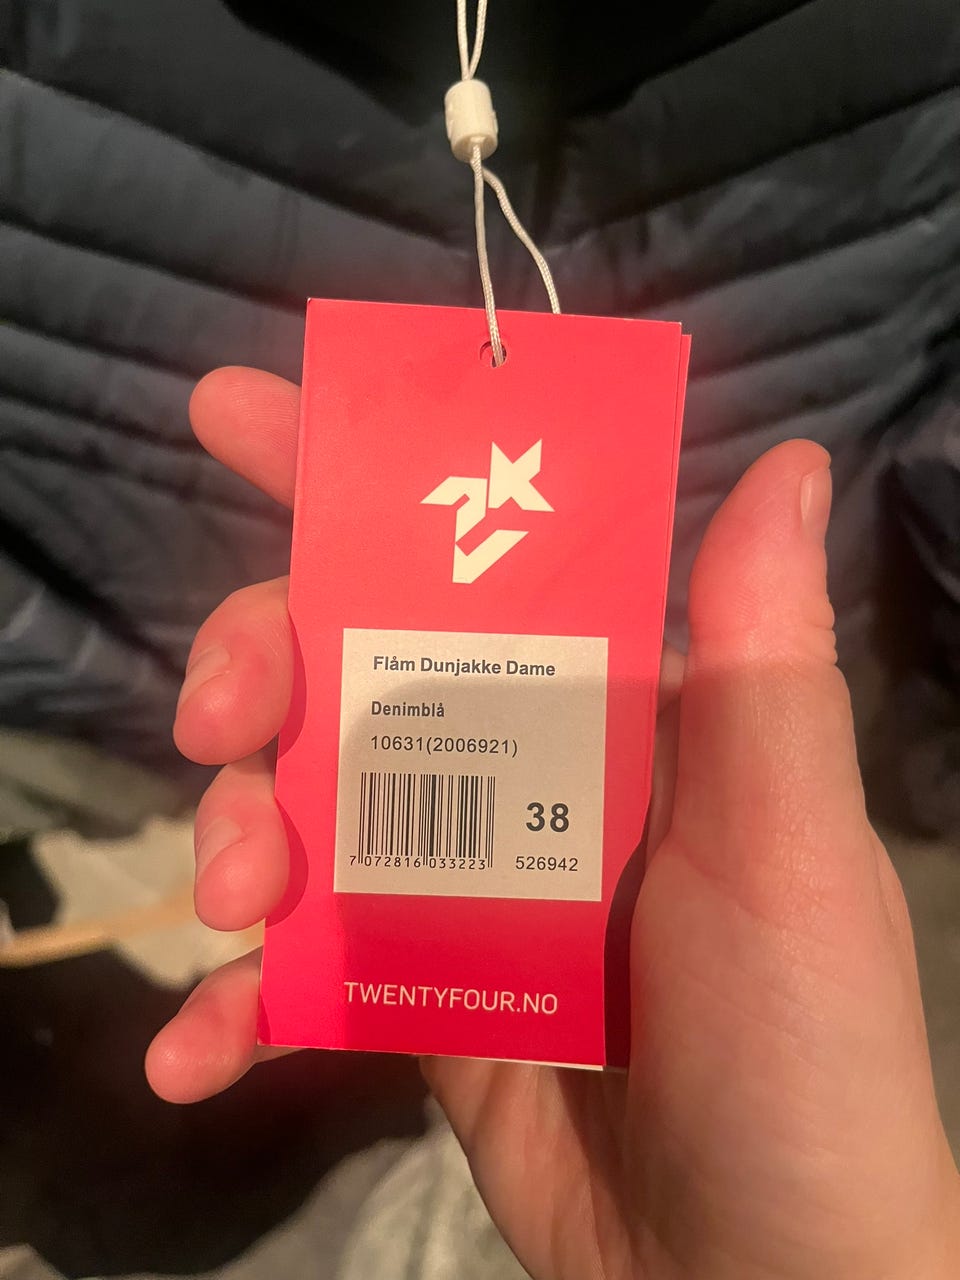 Flåm Dunjakke Dame
Denimblå
10631(2006921)
38
7 072816 033223
526942
TWENTYFOUR.NO